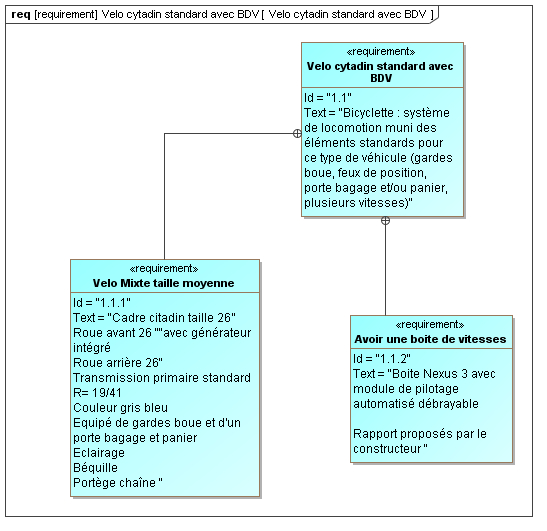 req [requirement] Velo cytadin standard avec BDV [ Velo cytadin standard avec BDV ]
«requirement»
Velo cytadin standard avec
BDV
Id = "1.1"
Text = "Bicyclette : système
de locomotion muni des
éléments standards pour
ce type de véhicule (gardes
boue, feux de position,
porte bagage et/ou panier,
plusieurs vitesses)"
«requirement»
Velo Mixte taille moyenne
Id = "1.1.1"
Text = "Cadre citadin taille 26"
Roue avant 26 ""avec générateur
intégré
Roue arrière 26"
Transmission primaire standard
R= 19/41
Couleur gris bleu
Equipé de gardes boue et d'un
porte bagage et panier
Eclairage
Béquille
Portège chaîne "
«requirement»
Avoir une boite de vitesses
Id = "1.1.2"
Text = "Boite Nexus 3 avec
module de pilotage
automatisé débrayable
Rapport proposés par le
constructeur "